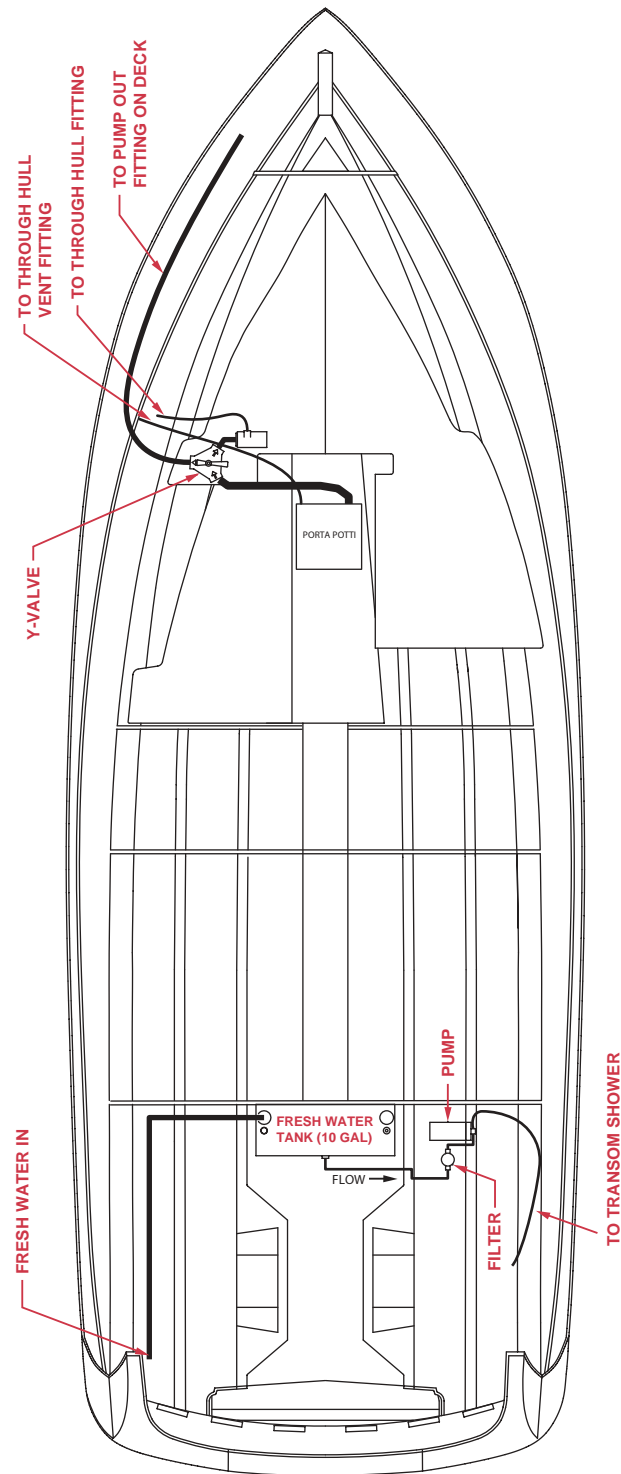 TO THROUGH HULL
VENT FITTING
TO THROUGH HULL FITTING
TO PUMP OUT
FITTING ON DECK
Y-VALVE
PORTA POTTI
FRESH WATER IN
FRESH WATER
TANK (10 GAL)
PUMP
FLOW
FILTER
TO TRANSOM SHOWER